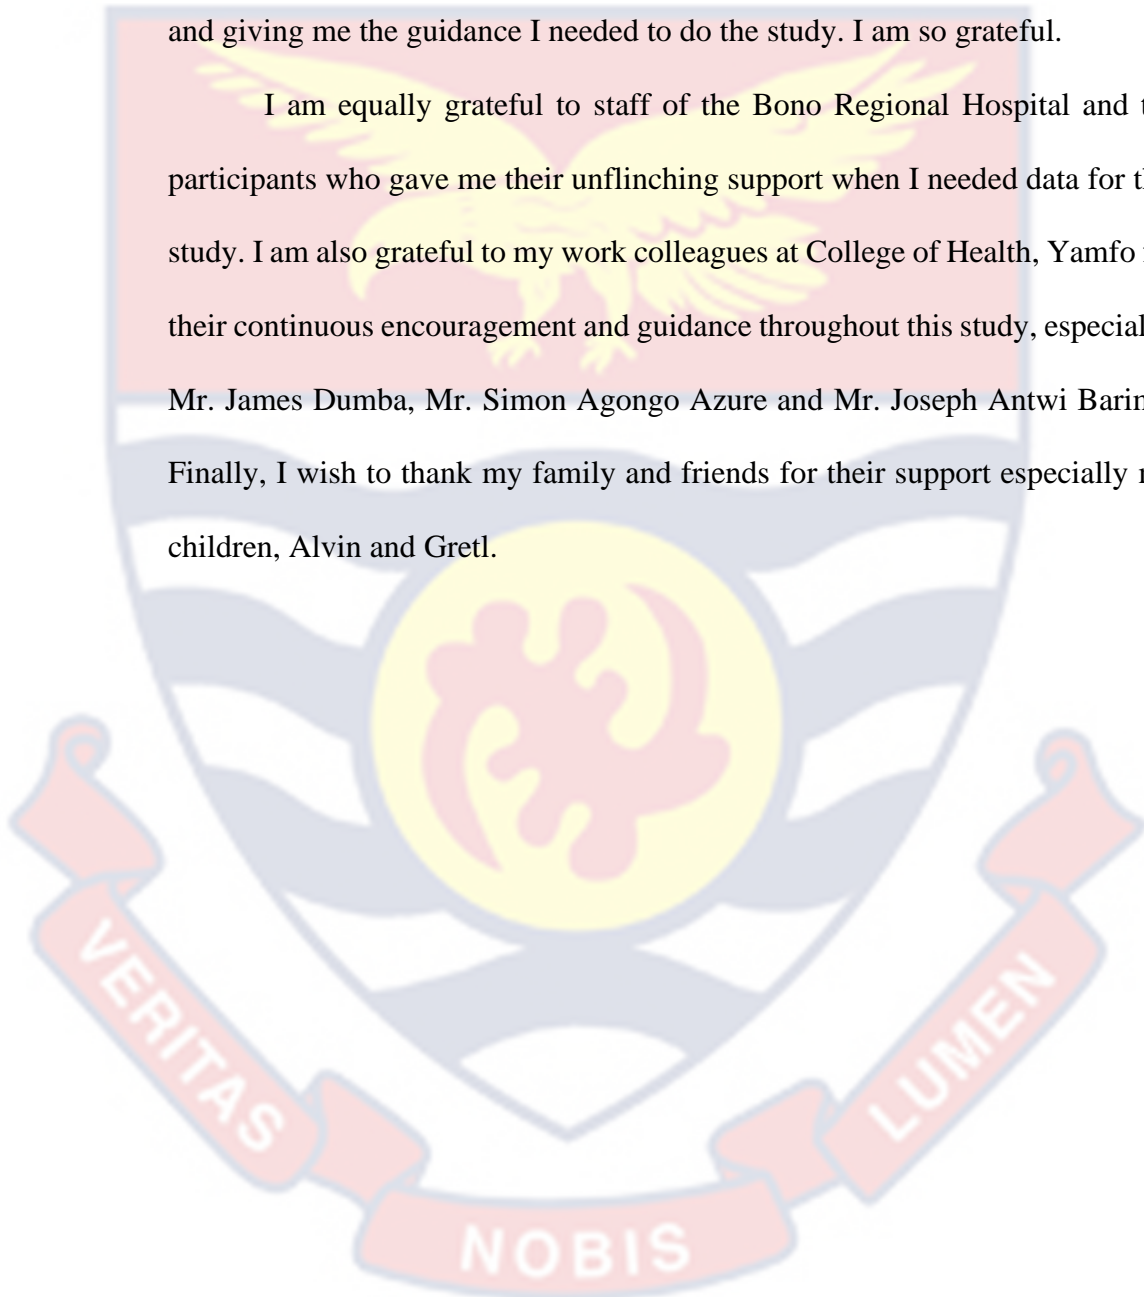 and giving me the guidance I needed to do the study. I am so grateful.
I am equally grateful to staff of the Bono Regional Hospital and
participants who gave me their unflinching support when I needed data for
study. I am also grateful to my work colleagues at College of Health, Yamfo
their continuous encouragement and guidance throughout this study,
Mr. James Dumba, Mr. Simon Agongo Azure and Mr. Joseph Antwi
Finally, I wish to thank my family and friends for their support especially
children, Alvin and Gretl.
VERITAS
NOBIS
LUMEN